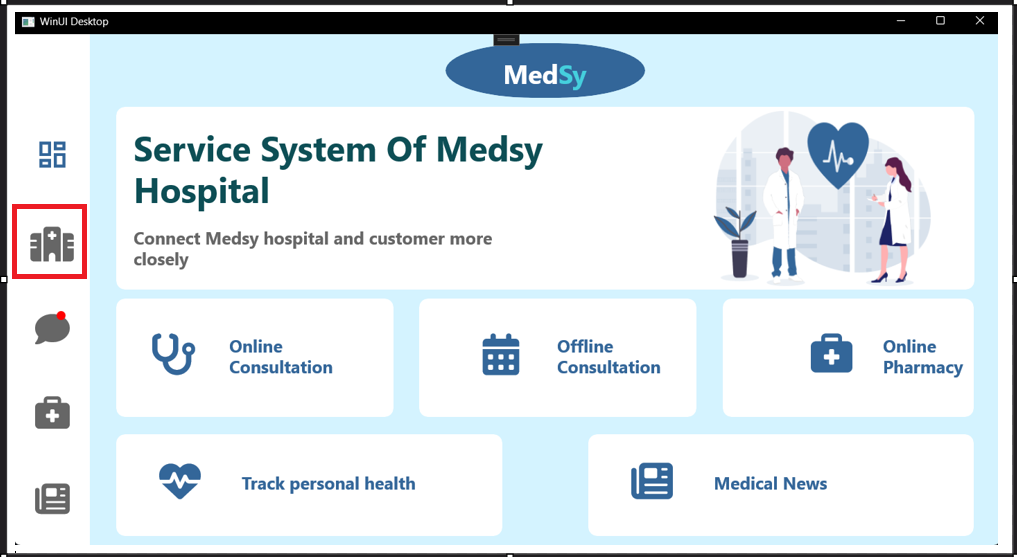 WinUI Desktop
MedSy
Service System Of Medsy
Hospital
Connect Medsy hospital and customer more
closely
Online
Consultation
Offline
Consultation
Online
Pharmacy
Track personal health
Medical News